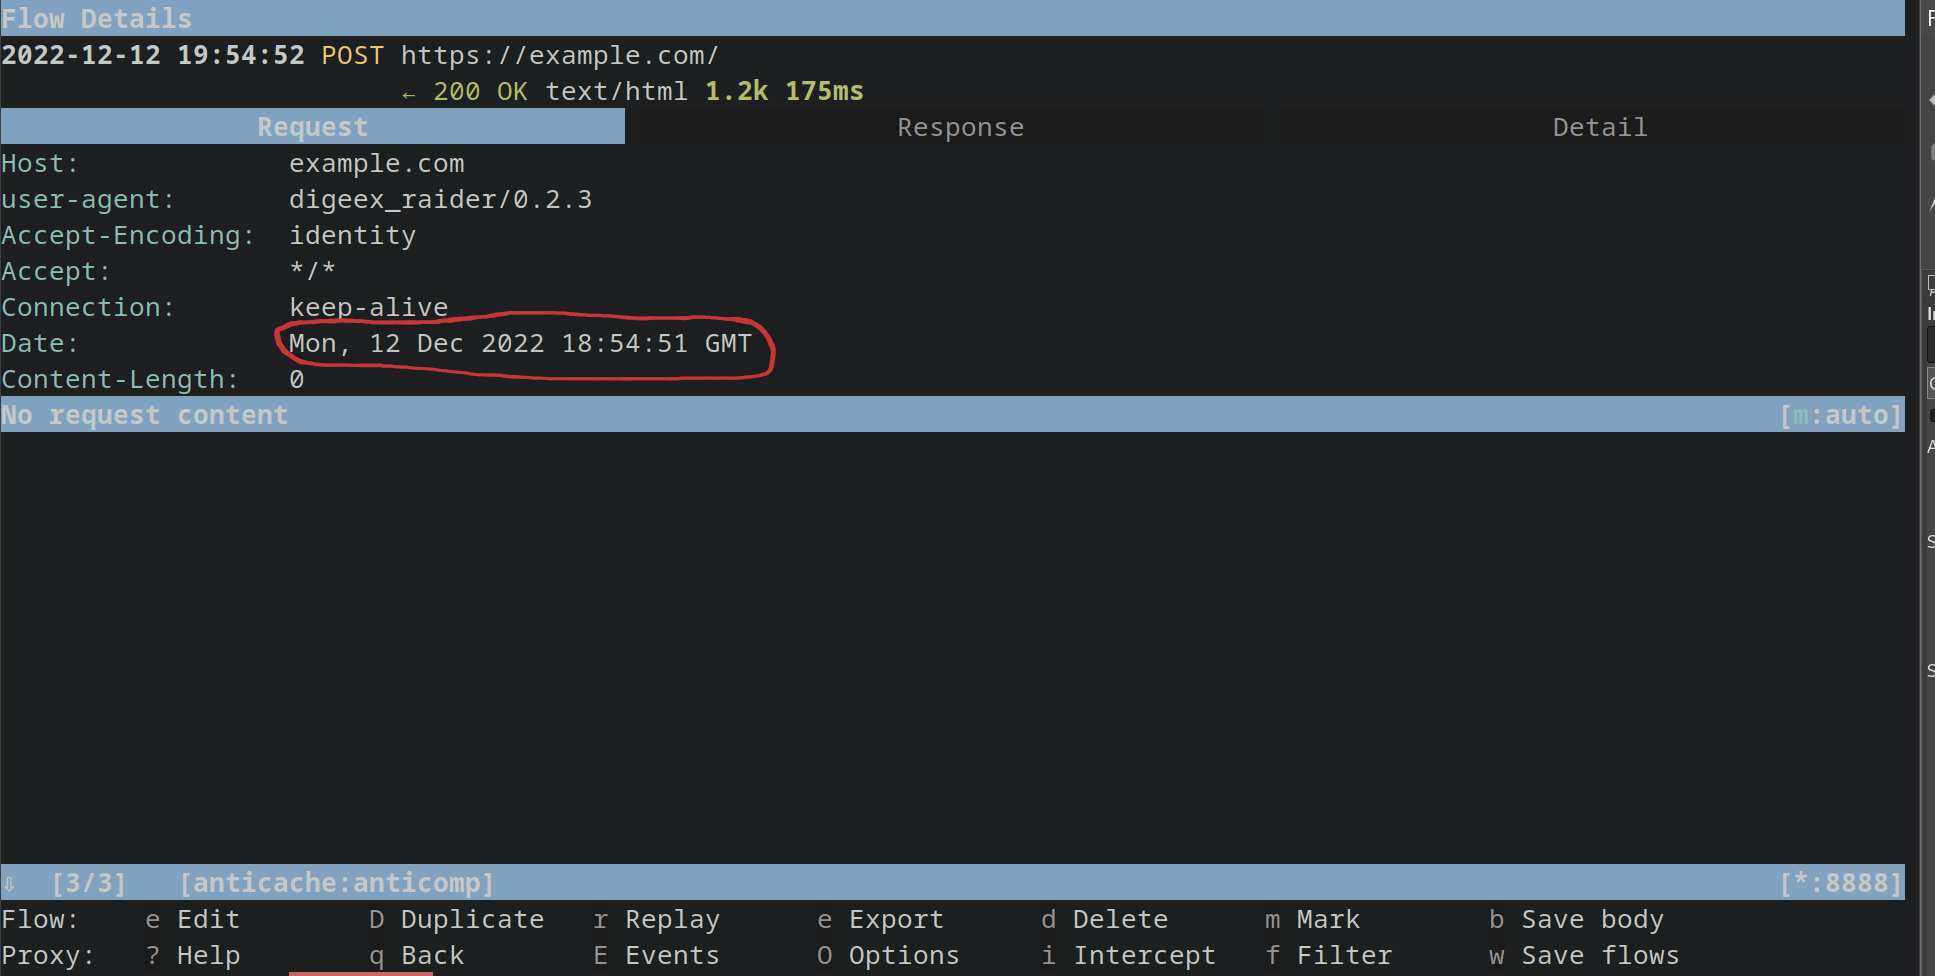 Flow Details
2022-12-12 19:54:52 POST https://example.com/
← 200 OK text/html 1.2k 175ms
Request Response Detail
Host: example.com
user-agent: digeex_raider/0.2.3
Accept-Encoding: identity
Accept: */*
Connection: keep-alive
Date: Mon, 12 Dec 2022 18:54:51 GMT
Content-Length: 0
No request content [m:auto]
⇩ [3/3] [anticache:anticomp] [*:8888]
Flow: e Edit D Duplicate r Replay e Export d Delete m Mark b Save body
Proxy: ? Help q Back E Events O Options i Intercept f Filter w Save flows